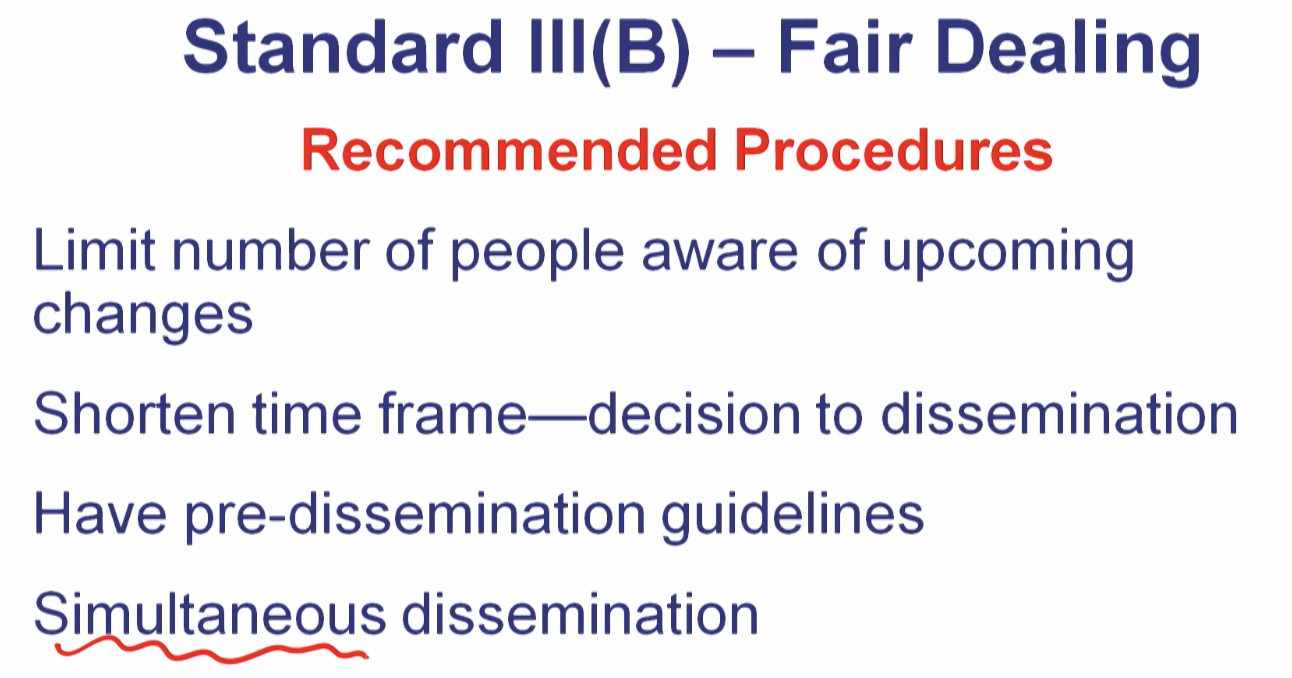 Standard III(B) – Fair Dealing
Recommended Procedures
Limit number of people aware of upcoming
changes
Shorten time frame—decision to dissemination
Have pre-dissemination guidelines
Simultaneous dissemination